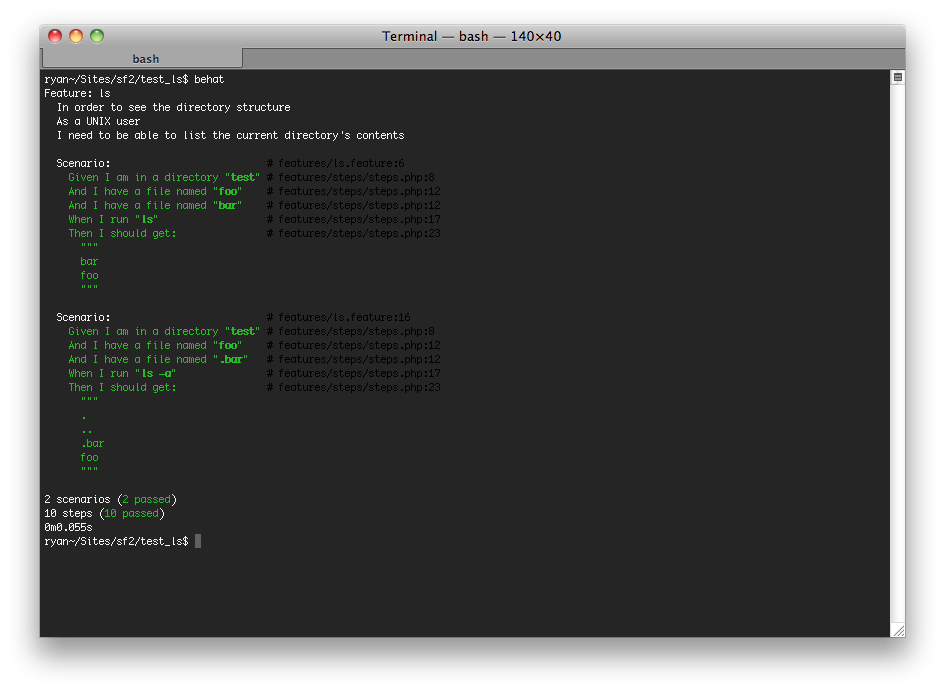 Terminal — bash — 140×40
bash
ryan~/Sites/sf2/test_ls$ behat
Feature: ls
  In order to see the directory structure
  As a UNIX user
  I need to be able to list the current directory's contents

  Scenario:                          # features/ls.feature:6
    Given I am in a directory "test" # features/steps/steps.php:8
    And I have a file named "foo"    # features/steps/steps.php:12
    And I have a file named "bar"    # features/steps/steps.php:12
    When I run "ls"                  # features/steps/steps.php:17
    Then I should get:               # features/steps/steps.php:23
      """
      bar
      foo
      """

  Scenario:                          # features/ls.feature:16
    Given I am in a directory "test" # features/steps/steps.php:8
    And I have a file named "foo"    # features/steps/steps.php:12
    And I have a file named ".bar"   # features/steps/steps.php:12
    When I run "ls -a"               # features/steps/steps.php:17
    Then I should get:               # features/steps/steps.php:23
      """
      .
      ..
      .bar
      foo
      """

2 scenarios (2 passed)
10 steps (10 passed)
0m0.055s
ryan~/Sites/sf2/test_ls$